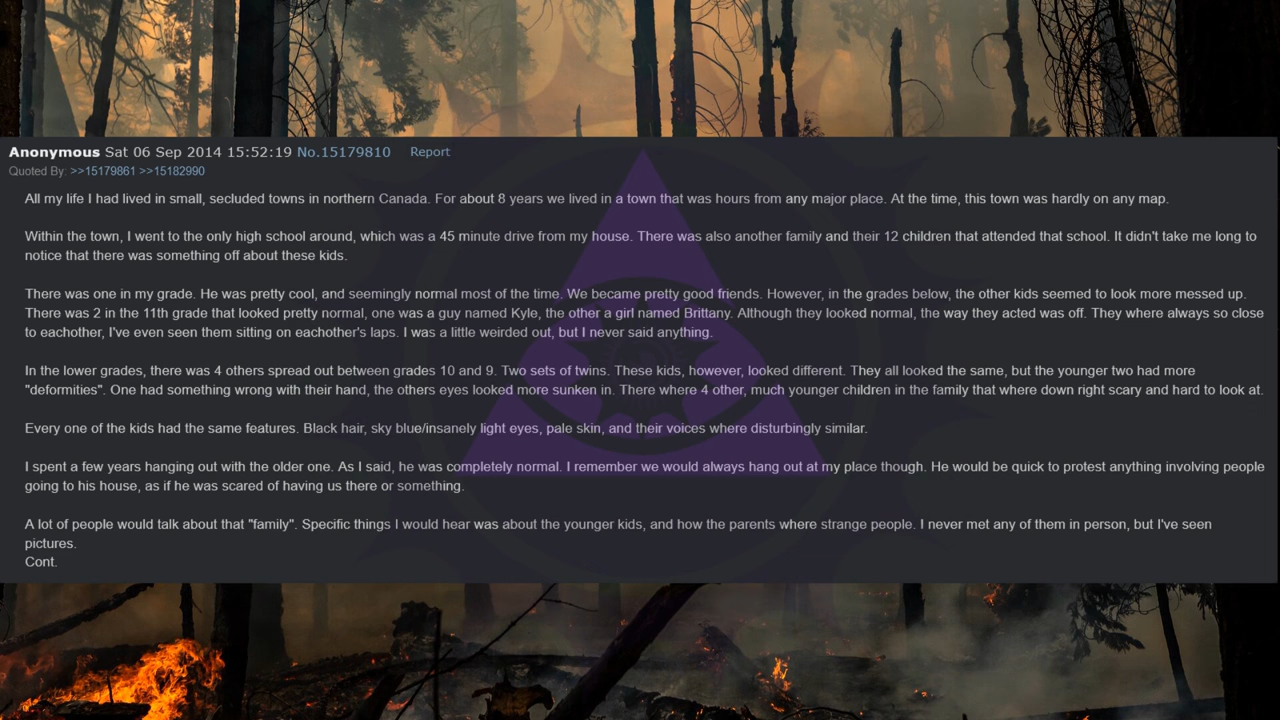 Anonymous Sat 06 Sep 2014 15:52:19 No.15179810 Report
Quoted By: >>15179861 >>15182990
All my life I had lived in small, secluded towns in northern Canada. For about 8 years we lived in a town that was hours from any major place. At the time, this town was hardly on any map.
Within the town, I went to the only high school around, which was a 45 minute drive from my house. There was also another family and their 12 children that attended that school. It didn't take me long to
notice that there was something off about these kids.
There was one in my grade. He was pretty cool, and seemingly normal most of the time. We became pretty good friends. However, in the grades below, the other kids seemed to look more messed up.
There was 2 in the 11th grade that looked pretty normal, one was a guy named Kyle, the other a girl named Brittany. Although they looked normal, the way they acted was off. They where always so close
to eachother, I've even seen them sitting on eachother's laps. I was a little weirded out, but I never said anything.
In the lower grades, there was 4 others spread out between grades 10 and 9. Two sets of twins. These kids, however, looked different. They all looked the same, but the younger two had more
"deformities". One had something wrong with their hand, the others eyes looked more sunken in. There where 4 other, much younger children in the family that where down right scary and hard to look at.
Every one of the kids had the same features. Black hair, sky blue/insanely light eyes, pale skin, and their voices where disturbingly similar.
I spent a few years hanging out with the older one. As I said, he was completely normal. I remember we would always hang out at my place though. He would be quick to protest anything involving people
going to his house, as if he was scared of having us there or something.
A lot of people would talk about that "family". Specific things I would hear was about the younger kids, and how the parents where strange people. I never met any of them in person, but I've seen
pictures.
Cont.